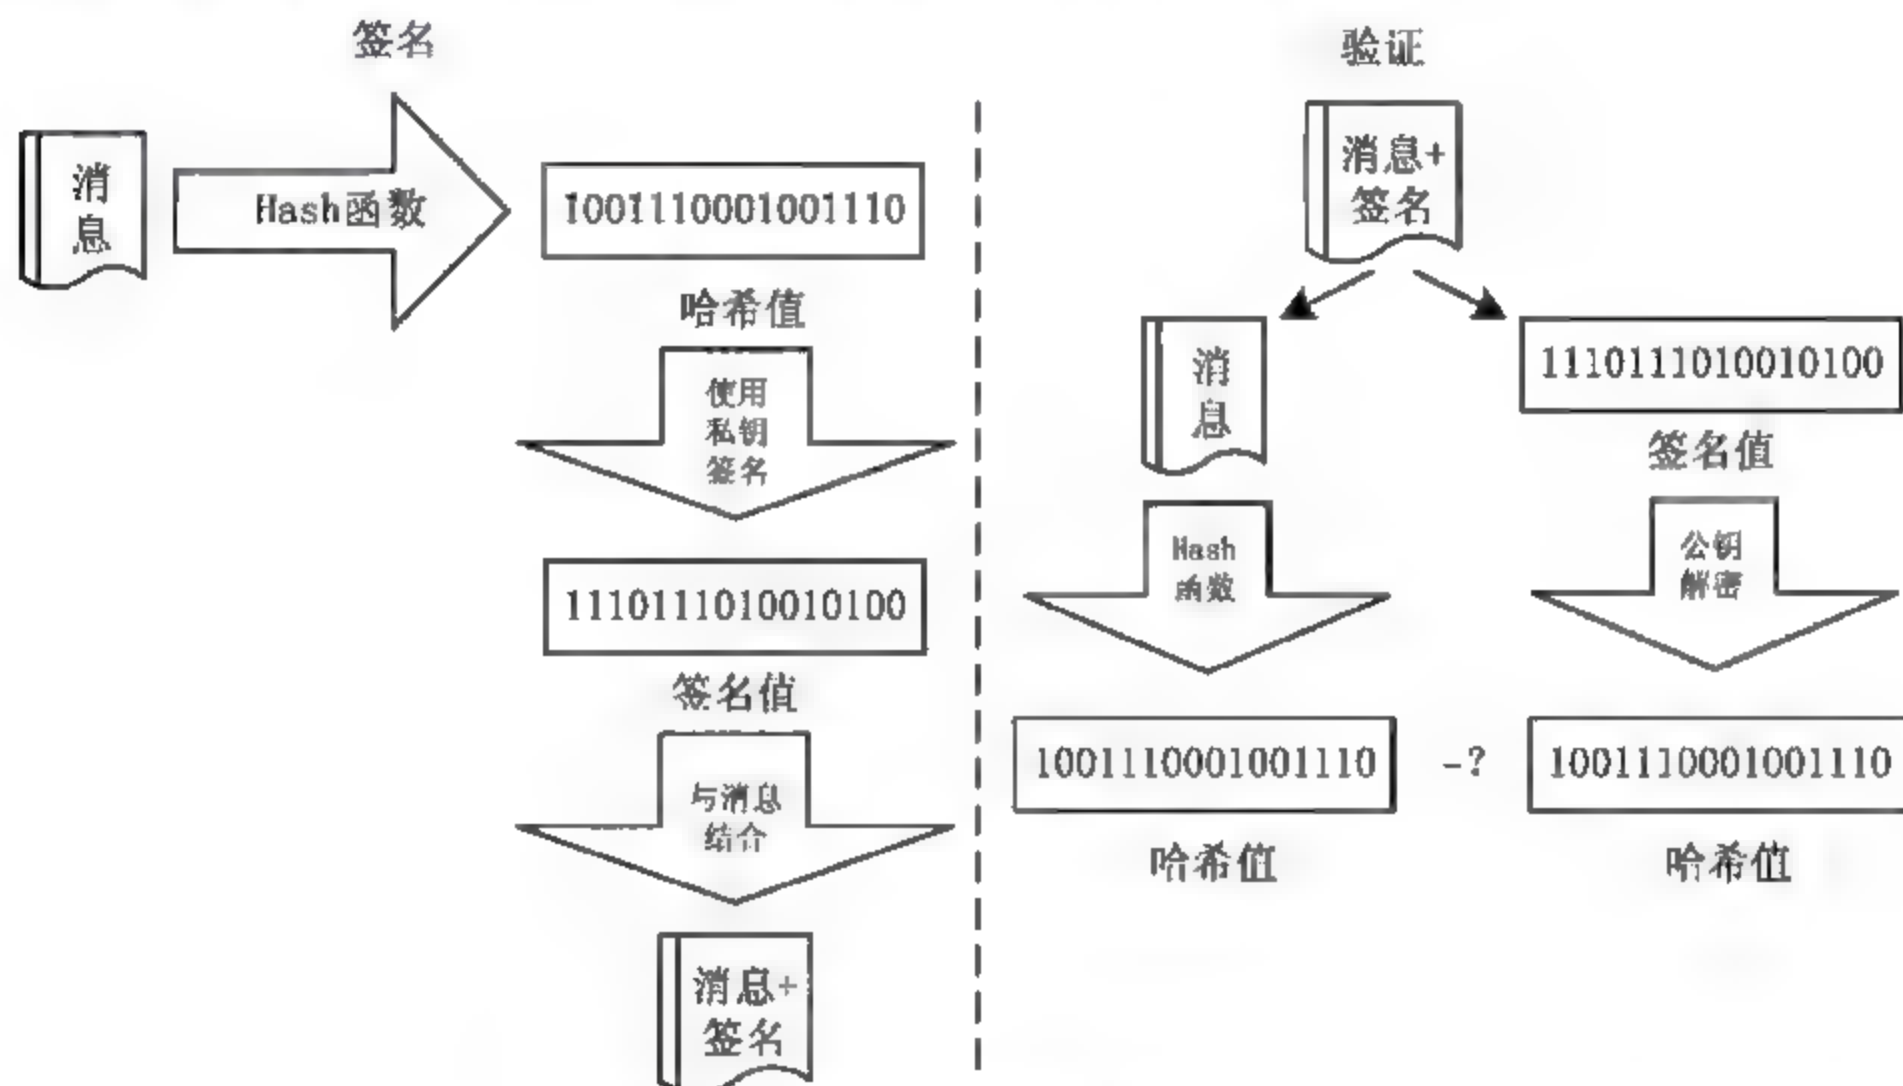 签名
消
息
Hash函数
1001110001001110
哈希值
使用
私钥
签名
1110111010010100
签名值
与消息
结介
消息+
签名
验证
消息+
签名
消
息
1110111010010100
签名值
Hash
函数
公钥
解密
1001110001001110
-?
1001110001001110
哈希值
哈希值